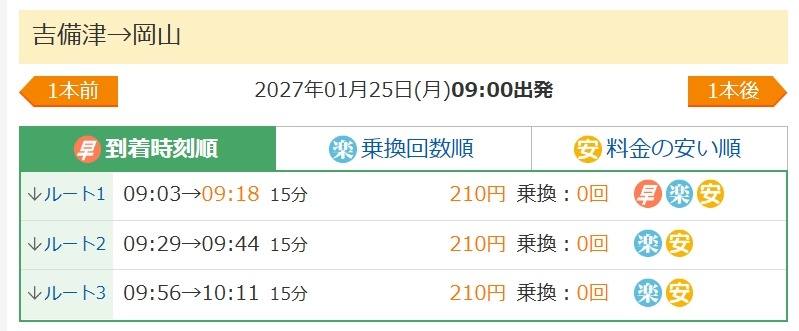 吉備津→岡山
1本前 2027年01月25日(月)09:00出発 1本後
早 到着時刻順 楽 乗換回数順 安 料金の安い順
↓ルート1 09:03→09:18 15分 210円 乗換：0回 早 楽 安
↓ルート2 09:29→09:44 15分 210円 乗換：0回 楽 安
↓ルート3 09:56→10:11 15分 210円 乗換：0回 楽 安